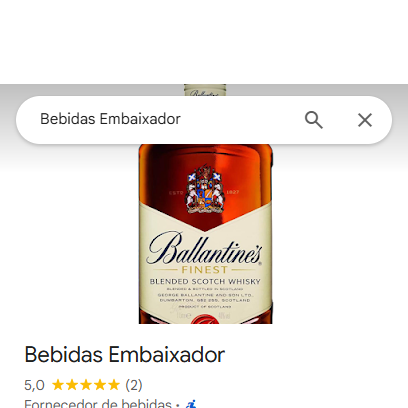 Ballantine's
Bebidas Embaixador
ESTD 1827
Ballantine's
FINEST
BLENDED SCOTCH WHISKY
BLENDED & BOTTLED IN SCOTLAND
GEORGE BALLANTINE AND SON LTD.
DUMBARTON, G82 2SS, SCOTLAND
PRODUCT OF SCOTLAND
Bebidas Embaixador
5,0 ★★★★★ (2)
Fornecedor de bebidas ·